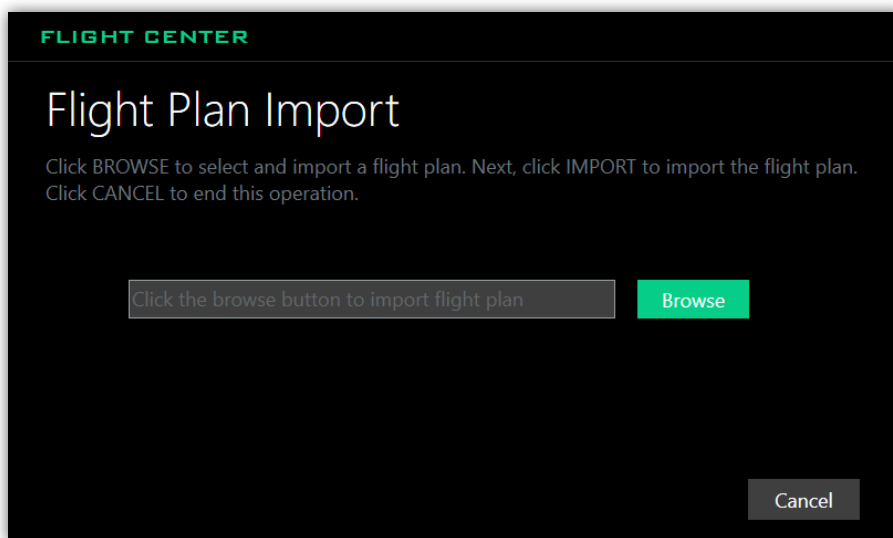 FLIGHT CENTER
Flight Plan Import
Click BROWSE to select and import a flight plan. Next, click IMPORT to import the flight plan.
Click CANCEL to end this operation.
Click the browse button to import flight plan
Browse
Cancel